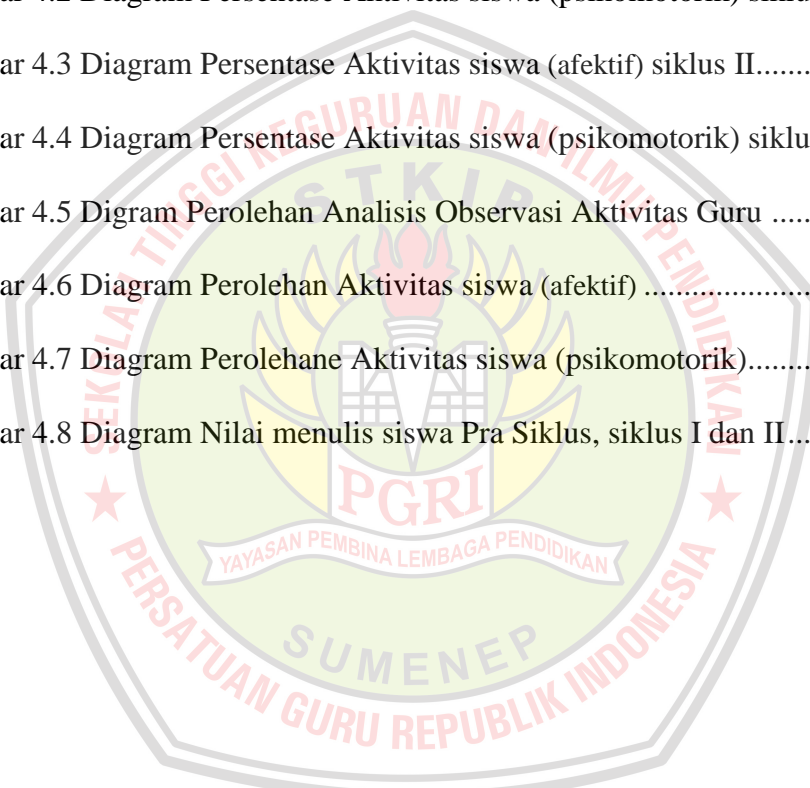 ar 4.2 Diagram Persentase Aktivitas siswa (psikomotorik) siklus
ar 4.3 Diagram Persentase Aktivitas siswa (afektif) siklus II.......
ar 4.4 Diagram Persentase Aktivitas siswa (psikomotorik) siklu
ar 4.5 Digram Perolehan Analisis Observasi Aktivitas Guru .....
ar 4.6 Diagram Perolehan Aktivitas siswa (afektif) .....................
ar 4.7 Diagram Perolehane Aktivitas siswa (psikomotorik)........
ar 4.8 Diagram Nilai menulis siswa Pra Siklus, siklus I dan II...
SEKOLAH TINGGI KEGURUAN DAN ILMU PENDIDIKAN
STKIP
PGRI
YAYASAN PEMBINA LEMBAGA PENDIDIKAN
SUMENEP
PERSATUAN GURU REPUBLIK INDONESIA